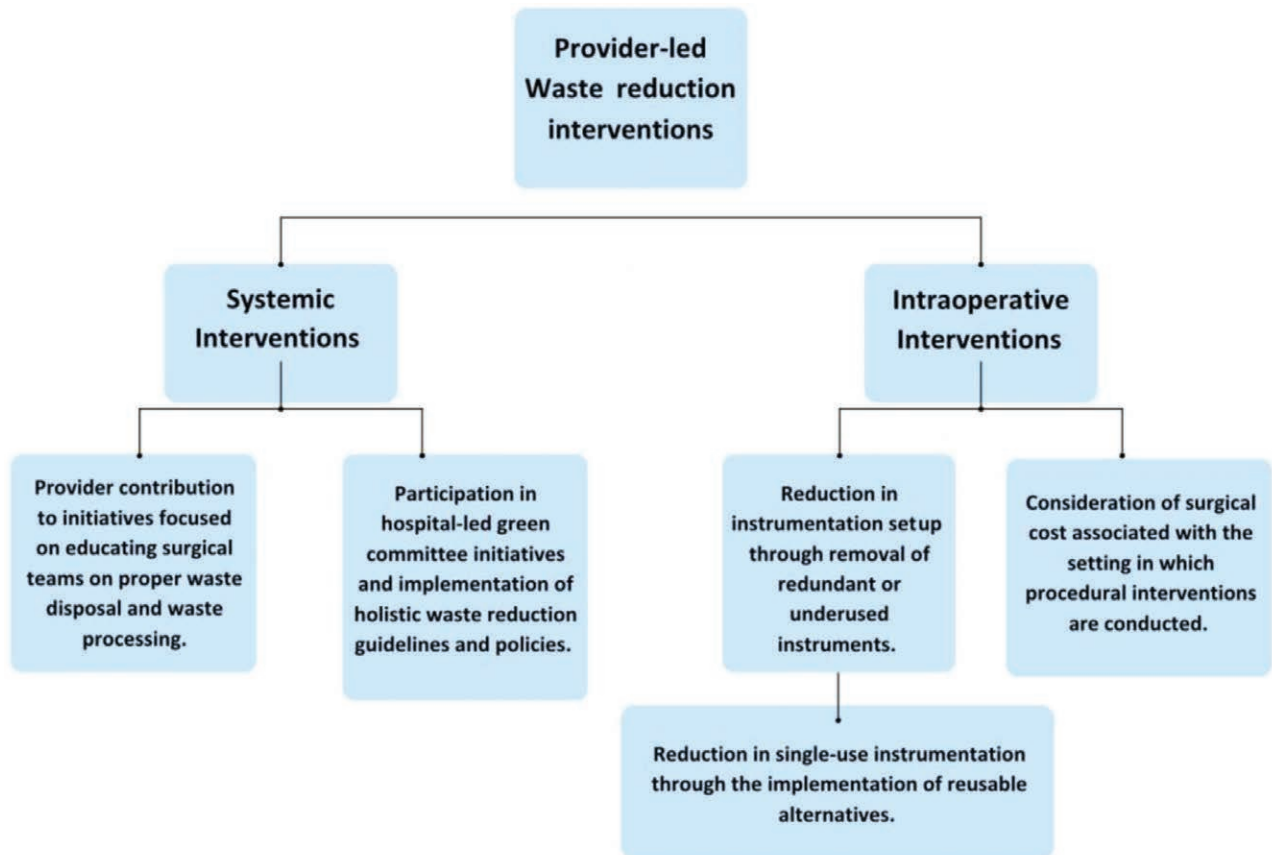 Provider-led
Waste reduction
interventions
Systemic
Interventions
Intraoperative
Interventions
Provider contribution
to initiatives focused
on educating surgical
teams on proper waste
disposal and waste
processing.
Participation in
hospital-led green
committee initiatives
and implementation of
holistic waste reduction
guidelines and policies.
Reduction in
instrumentation setup
through removal of
redundant or
underused
instruments.
Consideration of surgical
cost associated with the
setting in which
procedural interventions
are conducted.
Reduction in single-use instrumentation
through the implementation of reusable
alternatives.